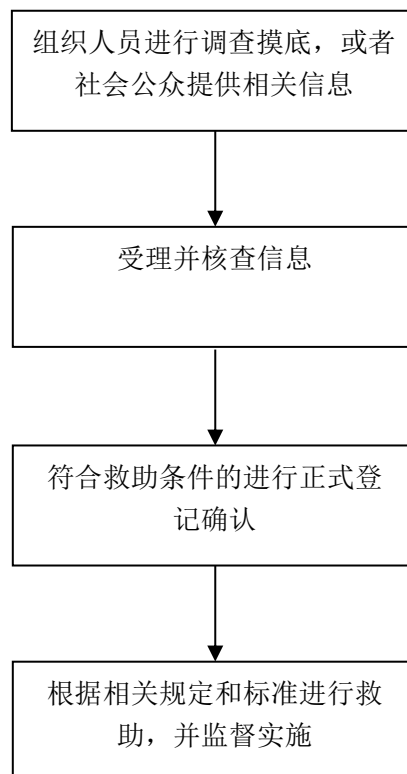 组织人员进行调查摸底，或者
社会公众提供相关信息
受理并核查信息
符合救助条件的进行正式登
记确认
根据相关规定和标准进行救
助，并监督实施